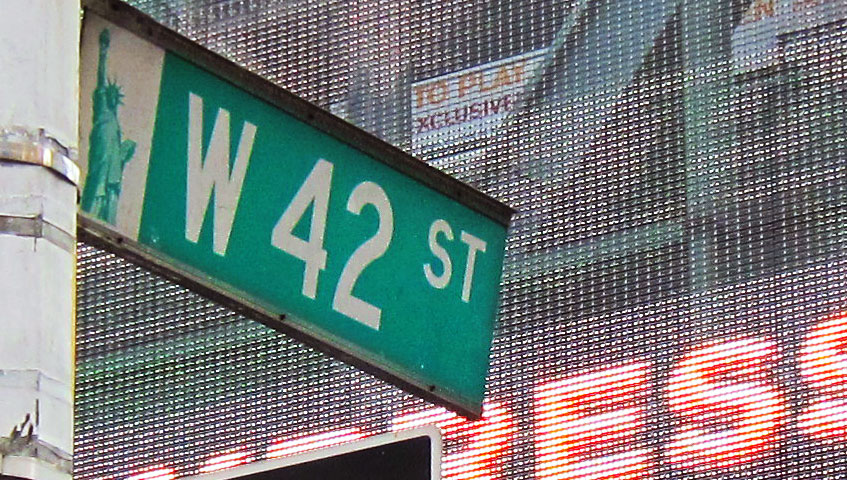 W 42 ST
TO PLAY
XCLUSIVE
ESS